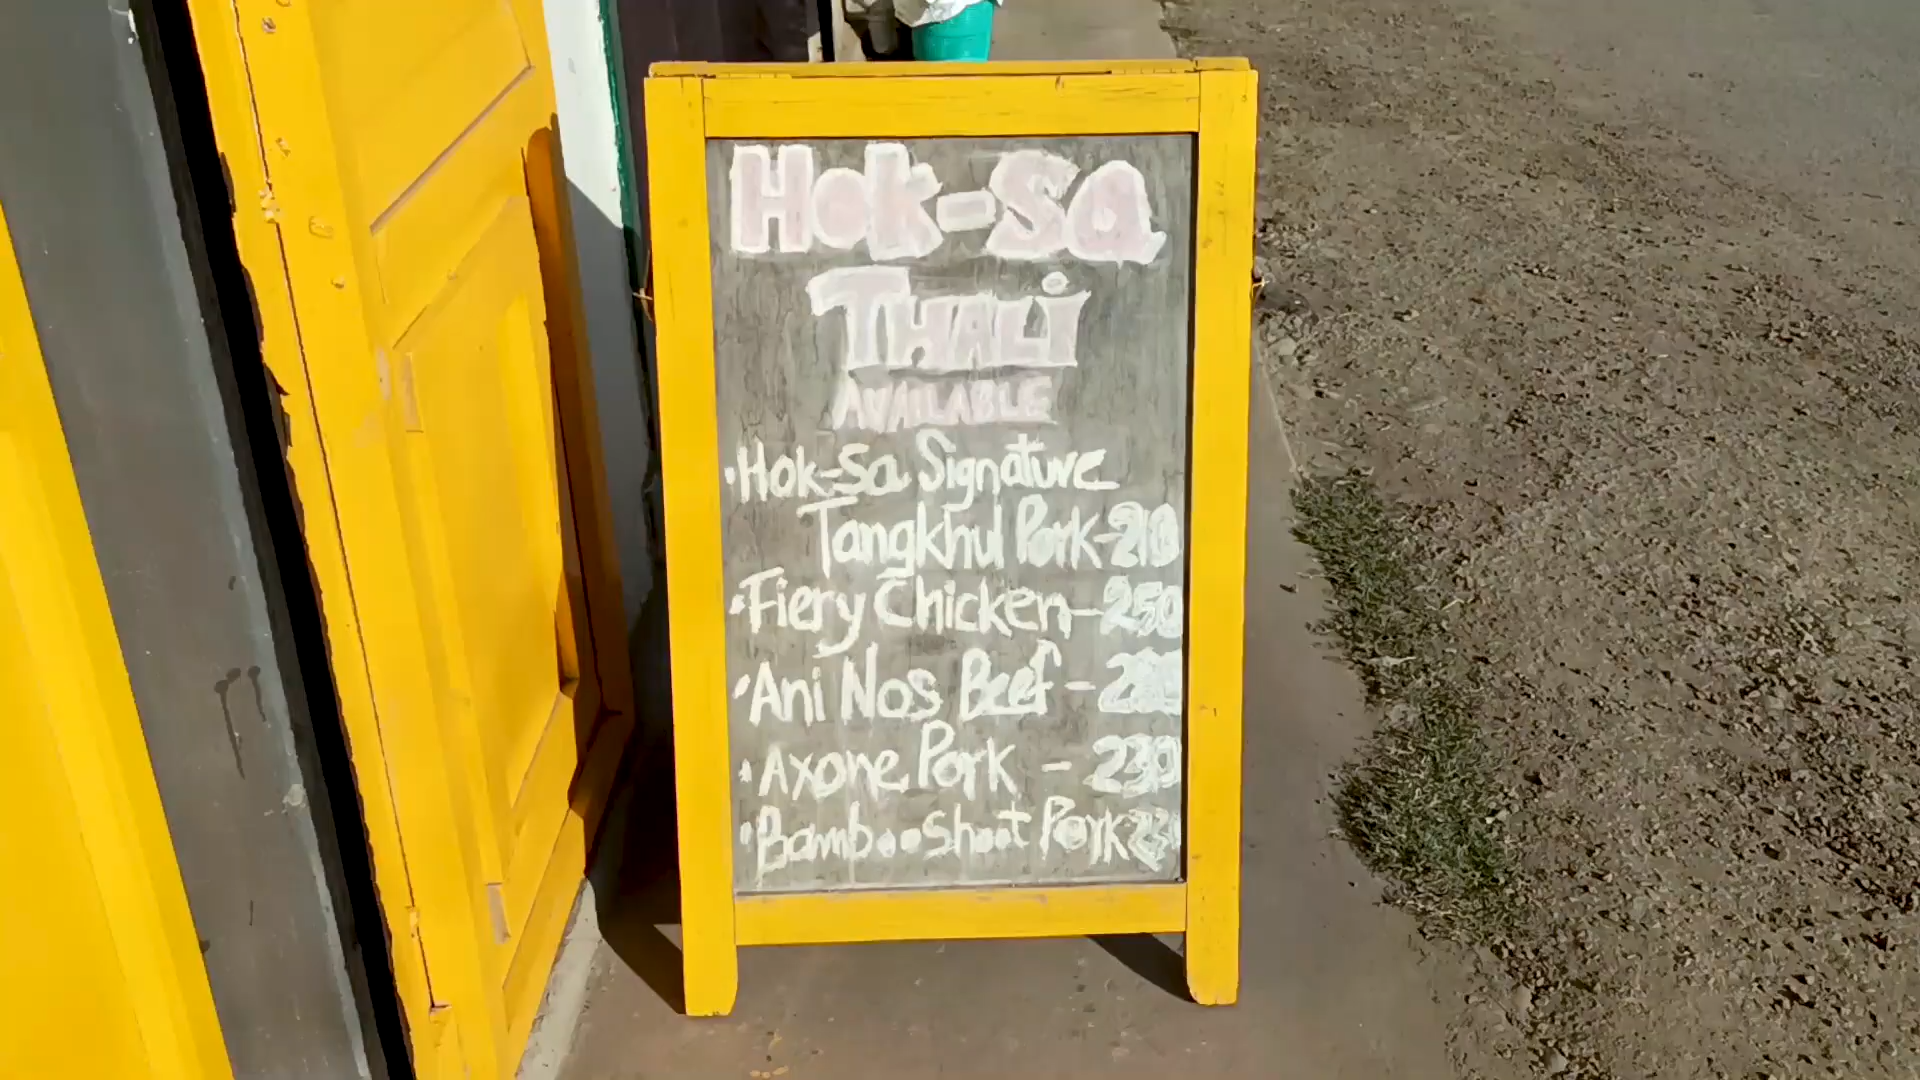 Hok-Sa
THALi
AVAILABLE
·Hok-Sa Signature
Tangkhul Pork-210
·Fiery Chicken-250
·Ani Nos Beef -
·Axone Pork - 230
·Bamboo Shoot Pork